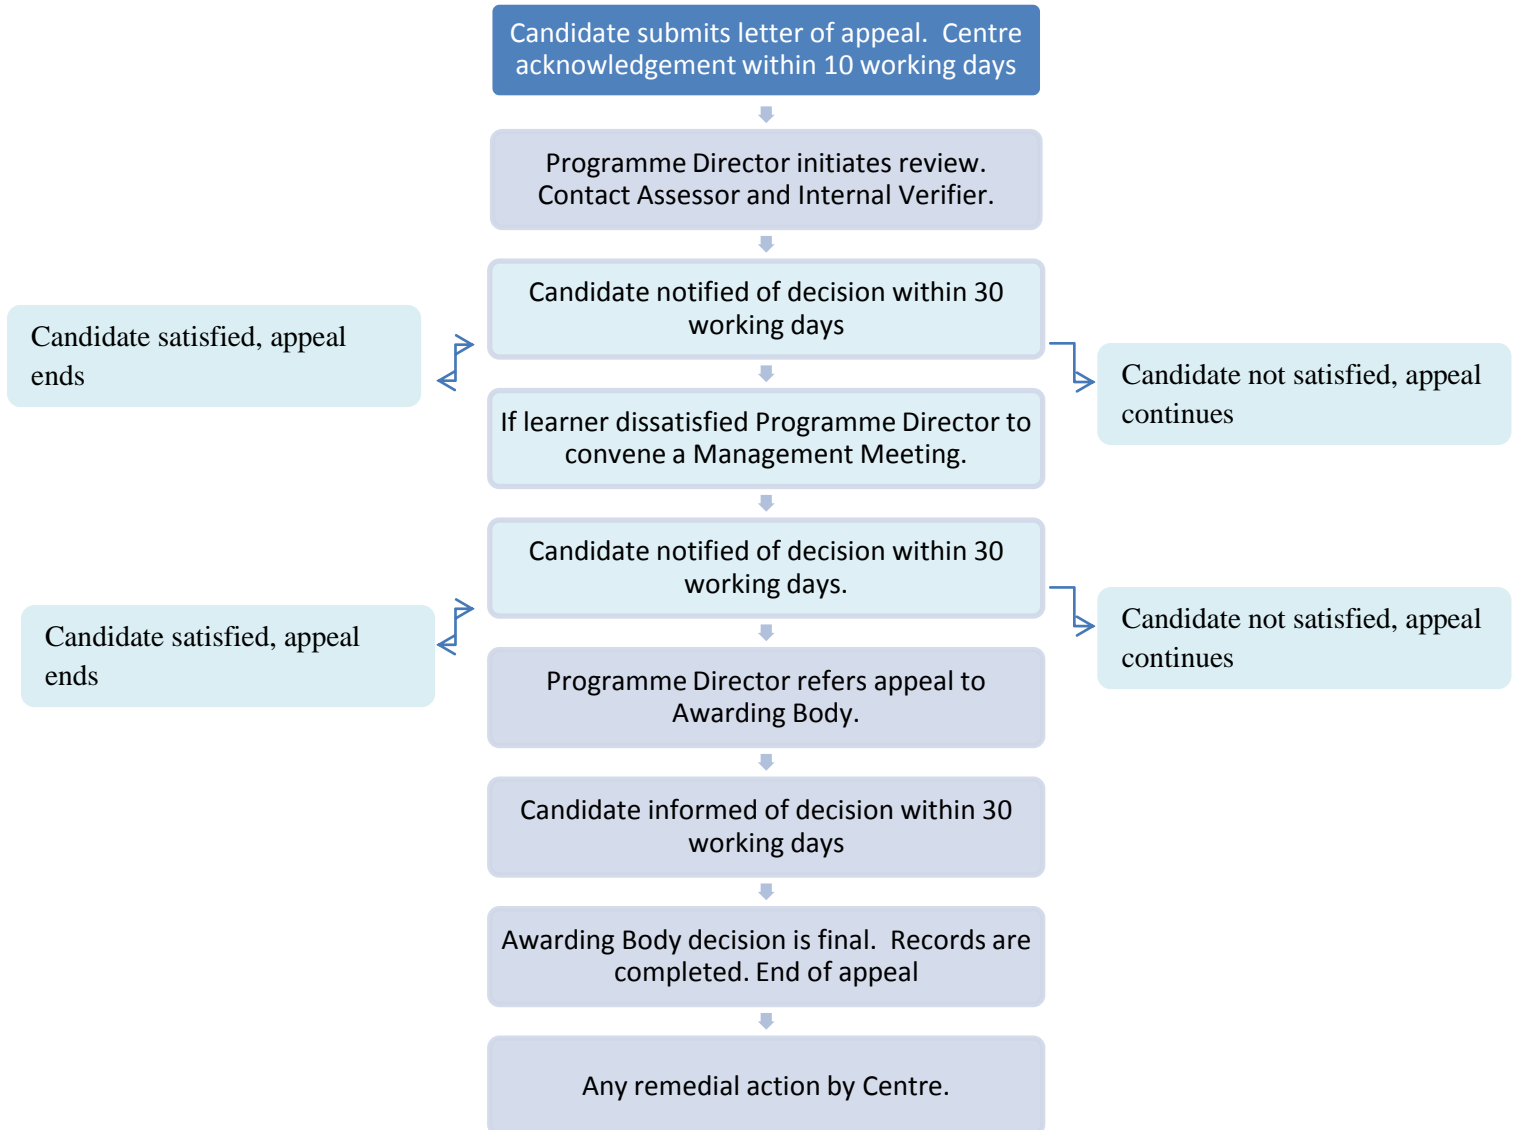 Candidate submits letter of appeal.  Centre
acknowledgement within 10 working days
Programme Director initiates review.
Contact Assessor and Internal Verifier.
Candidate notified of decision within 30
working days
Candidate satisfied, appeal
ends
Candidate not satisfied, appeal
continues
If learner dissatisfied Programme Director to
convene a Management Meeting.
Candidate notified of decision within 30
working days.
Candidate satisfied, appeal
ends
Candidate not satisfied, appeal
continues
Programme Director refers appeal to
Awarding Body.
Candidate informed of decision within 30
working days
Awarding Body decision is final.  Records are
completed. End of appeal
Any remedial action by Centre.